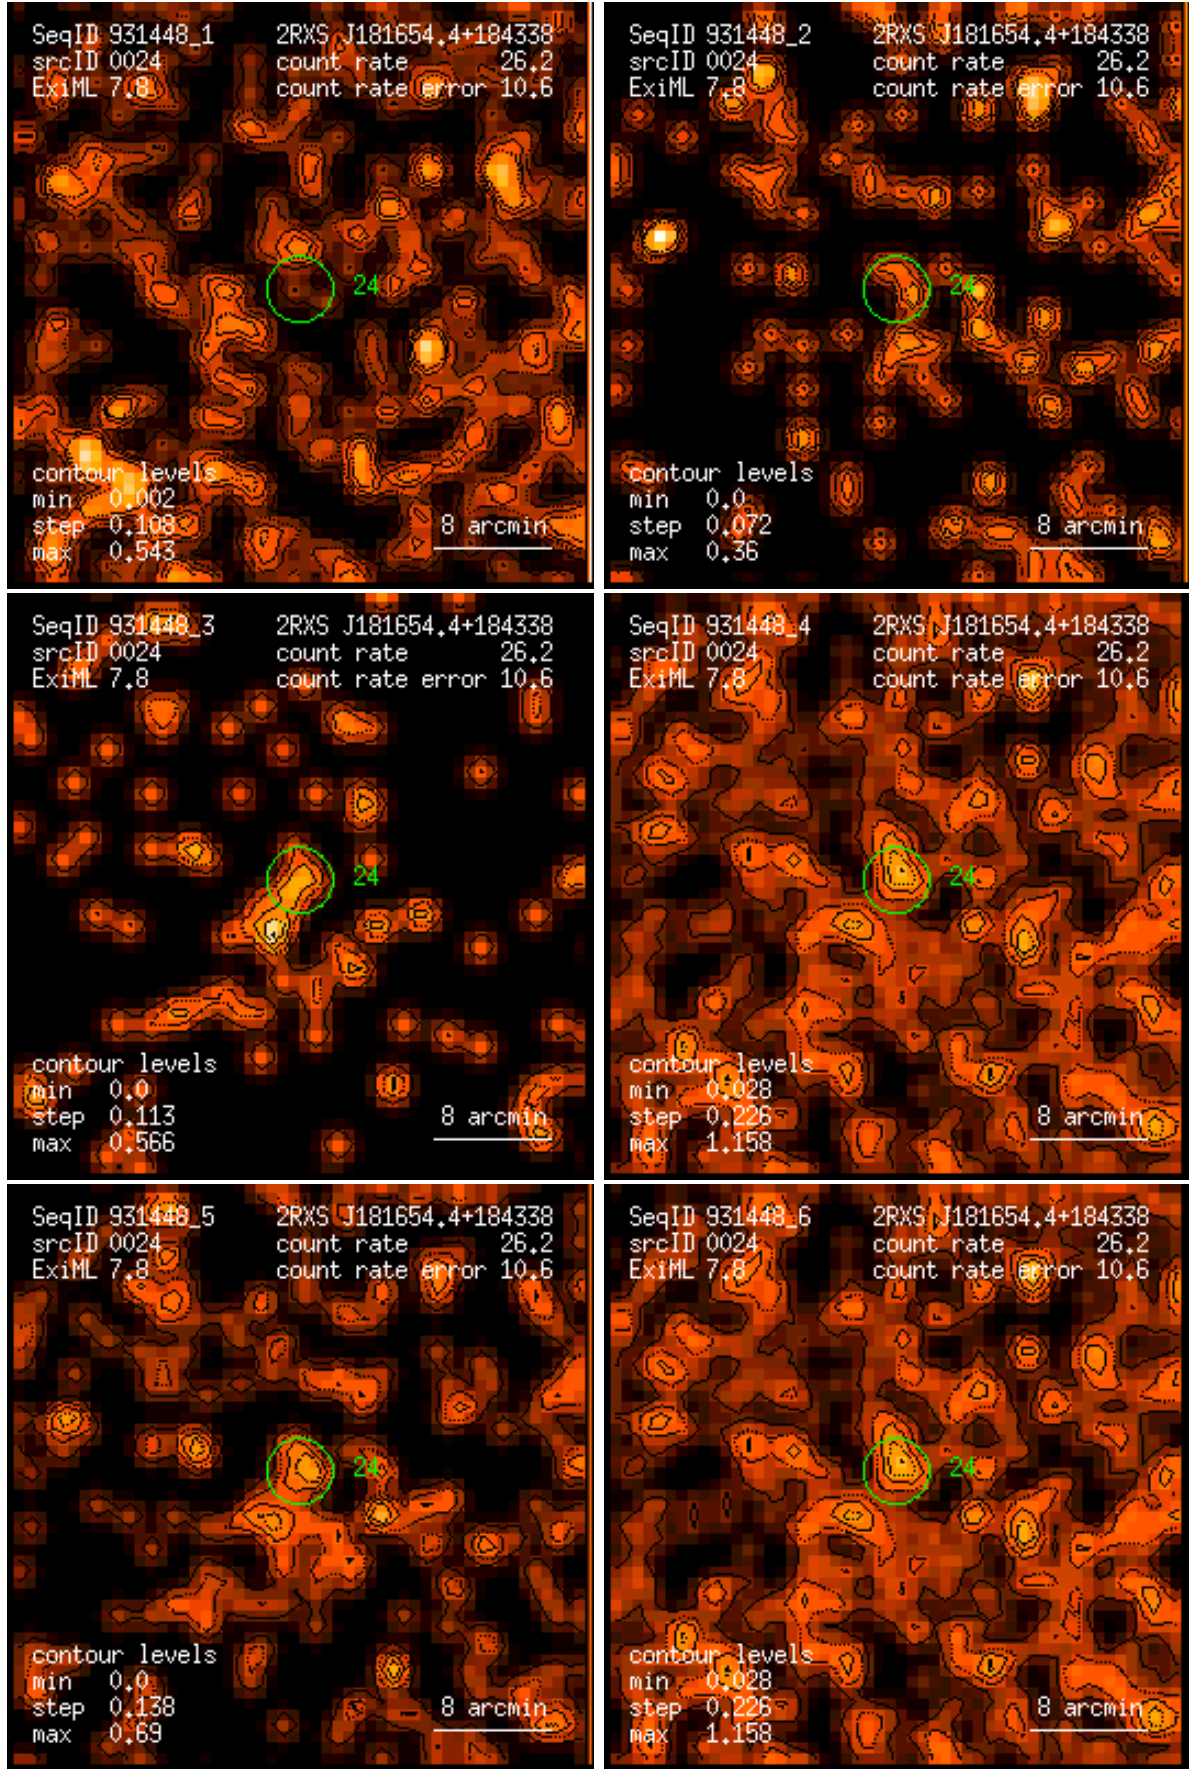 SeqID 931448_1 2RXS J181654.4+184338
srcID 0024 count rate 26.2
ExiML 7.8 count rate error 10.6
24
contour levels
min 0.002
step 0.108 8 arcmin
max 0.543
SeqID 931448_2 2RXS J181654.4+184338
srcID 0024 count rate 26.2
ExiML 7.8 count rate error 10.6
24
contour levels
min 0.0
step 0.072 8 arcmin
max 0.36
SeqID 931448_3 2RXS J181654.4+184338
srcID 0024 count rate 26.2
ExiML 7.8 count rate error 10.6
24
contour levels
min 0.0
step 0.113 8 arcmin
max 0.566
SeqID 931448_4 2RXS J181654.4+184338
srcID 0024 count rate 26.2
ExiML 7.8 count rate error 10.6
24
contour levels
min 0.028
step 0.226 8 arcmin
max 1.158
SeqID 931448_5 2RXS J181654.4+184338
srcID 0024 count rate 26.2
ExiML 7.8 count rate error 10.6
24
contour levels
min 0.0
step 0.138 8 arcmin
max 0.69
SeqID 931448_6 2RXS J181654.4+184338
srcID 0024 count rate 26.2
ExiML 7.8 count rate error 10.6
24
contour levels
min 0.028
step 0.226 8 arcmin
max 1.158